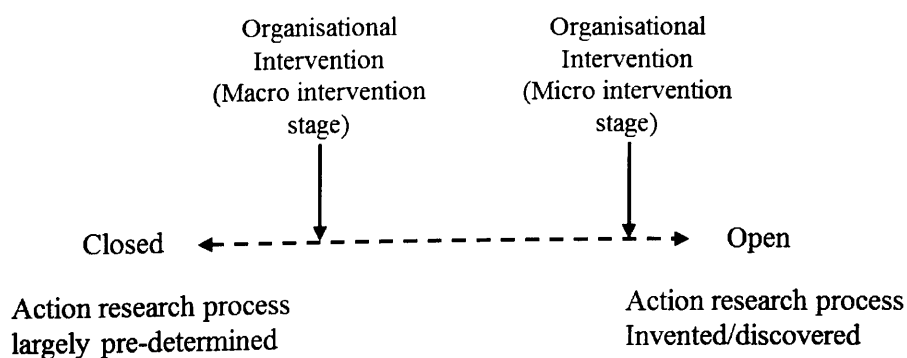 Organisational
Intervention
(Macro intervention
stage)
Organisational
Intervention
(Micro intervention
stage)
Closed
Open
Action research process
largely pre-determined
Action research process
Invented/discovered